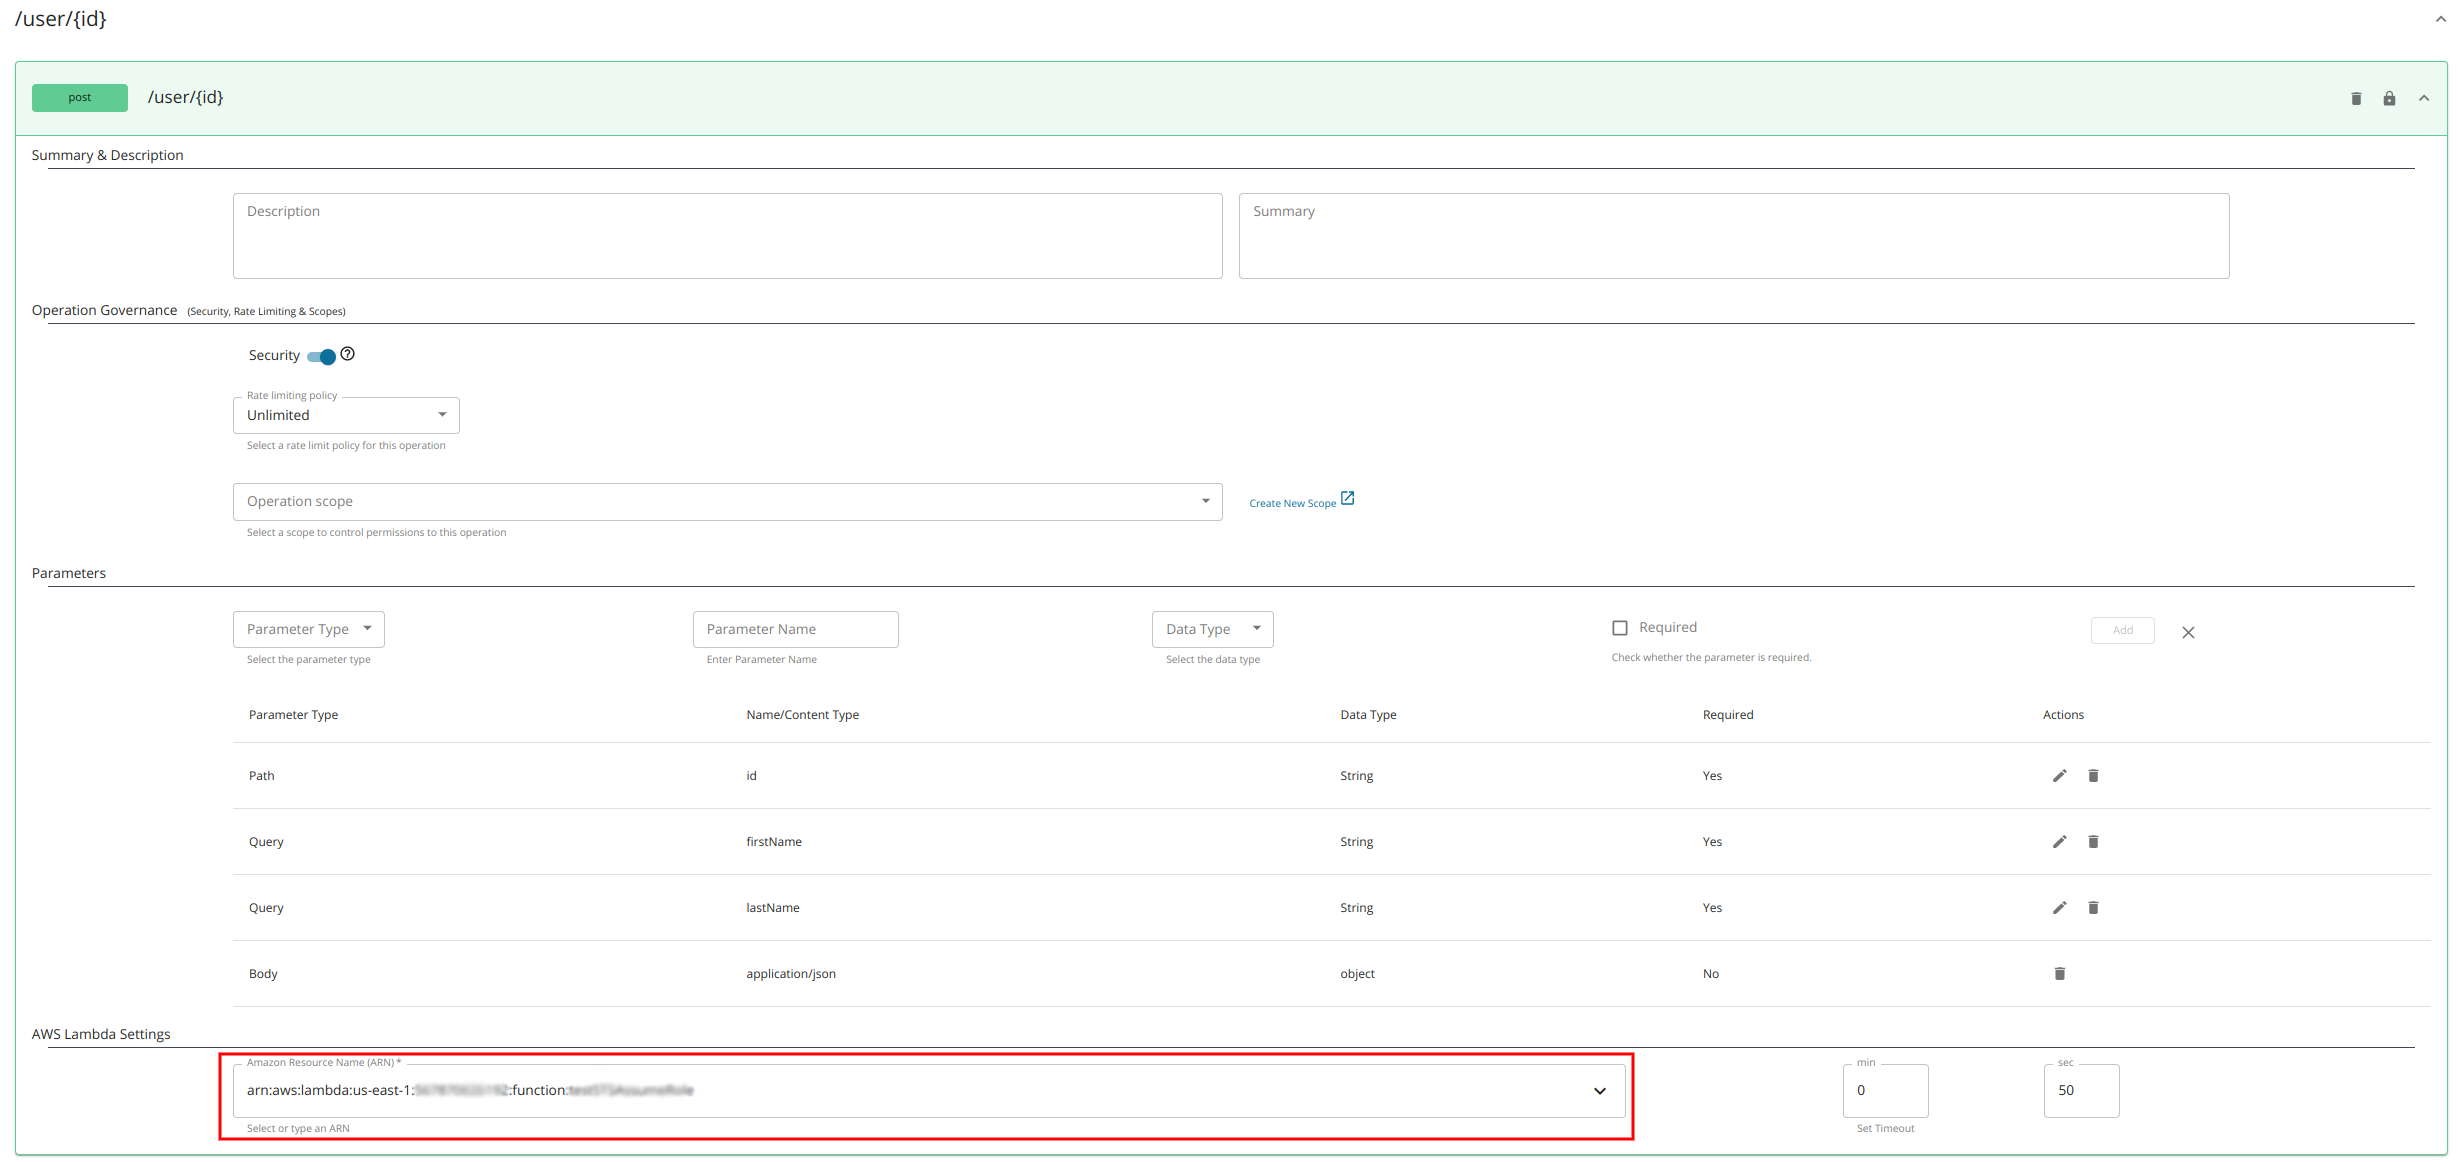 /user/{id}
post /user/{id}
Summary & Description
Description Summary
Operation Governance (Security, Rate Limiting & Scopes)
Security
Rate limiting policy
Unlimited
Select a rate limit policy for this operation
Operation scope Create New Scope
Select a scope to control permissions to this operation
Parameters
Parameter Type Parameter Name Data Type Required Add
Select the parameter type Enter Parameter Name Select the data type Check whether the parameter is required.
Parameter Type Name/Content Type Data Type Required Actions
Path id String Yes
Query firstName String Yes
Query lastName String Yes
Body application/json object No
AWS Lambda Settings
Amazon Resource Name (ARN) * min sec
arn:aws:lambda:us-east-1: :function: 0 50
Select or type an ARN Set Timeout